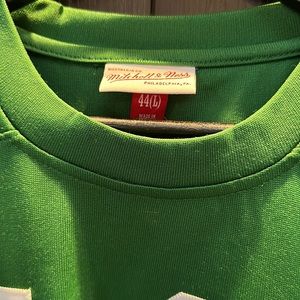 Mitchell & Ness
PHILADELPHIA, PA.
44(L)
MADE IN